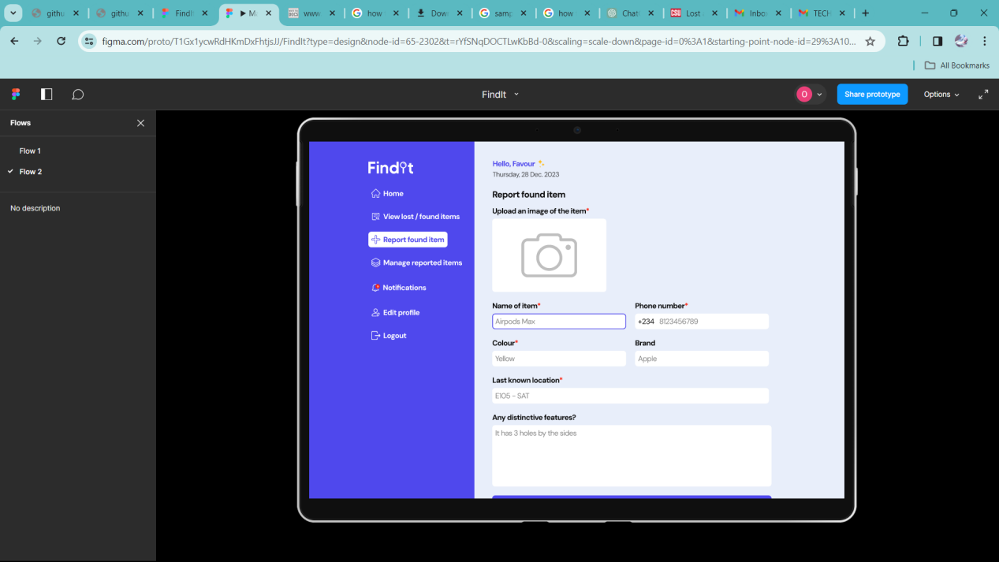 githu
githu
FindI
Ma
www
how
Dow
samp
how
Chat
CSU Lost
Inbo
TECH
figma.com/proto/T1Gx1ycwRdHKmDxFhtjsJJ/FindIt?type=design&node-id=65-2302&t=rYfSNqDOCTLwKbBd-0&scaling=scale-down&page-id=0%3A1&starting-point-node-id=29%3A10...
All Bookmarks
FindIt
O
Share prototype
Options
Flows
Flow 1
Flow 2
No description
FindIt
Home
View lost / found items
Report found item
Manage reported items
Notifications
Edit profile
Logout
Hello, Favour ✨
Thursday, 28 Dec. 2023
Report found item
Upload an image of the item*
Name of item* Phone number*
Airpods Max +234 8123456789
Colour* Brand
Yellow Apple
Last known location*
E105 - SAT
Any distinctive features?
It has 3 holes by the sides